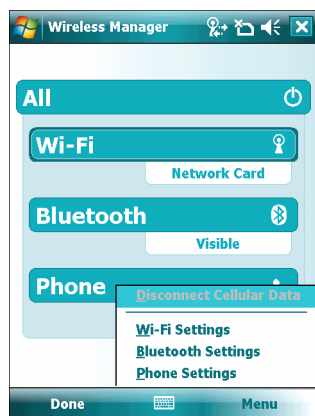 Wireless Manager
All
Wi-Fi
Network Card
Bluetooth
Visible
Phone
Disconnect Cellular Data
Wi-Fi Settings
Bluetooth Settings
Phone Settings
Done
Menu